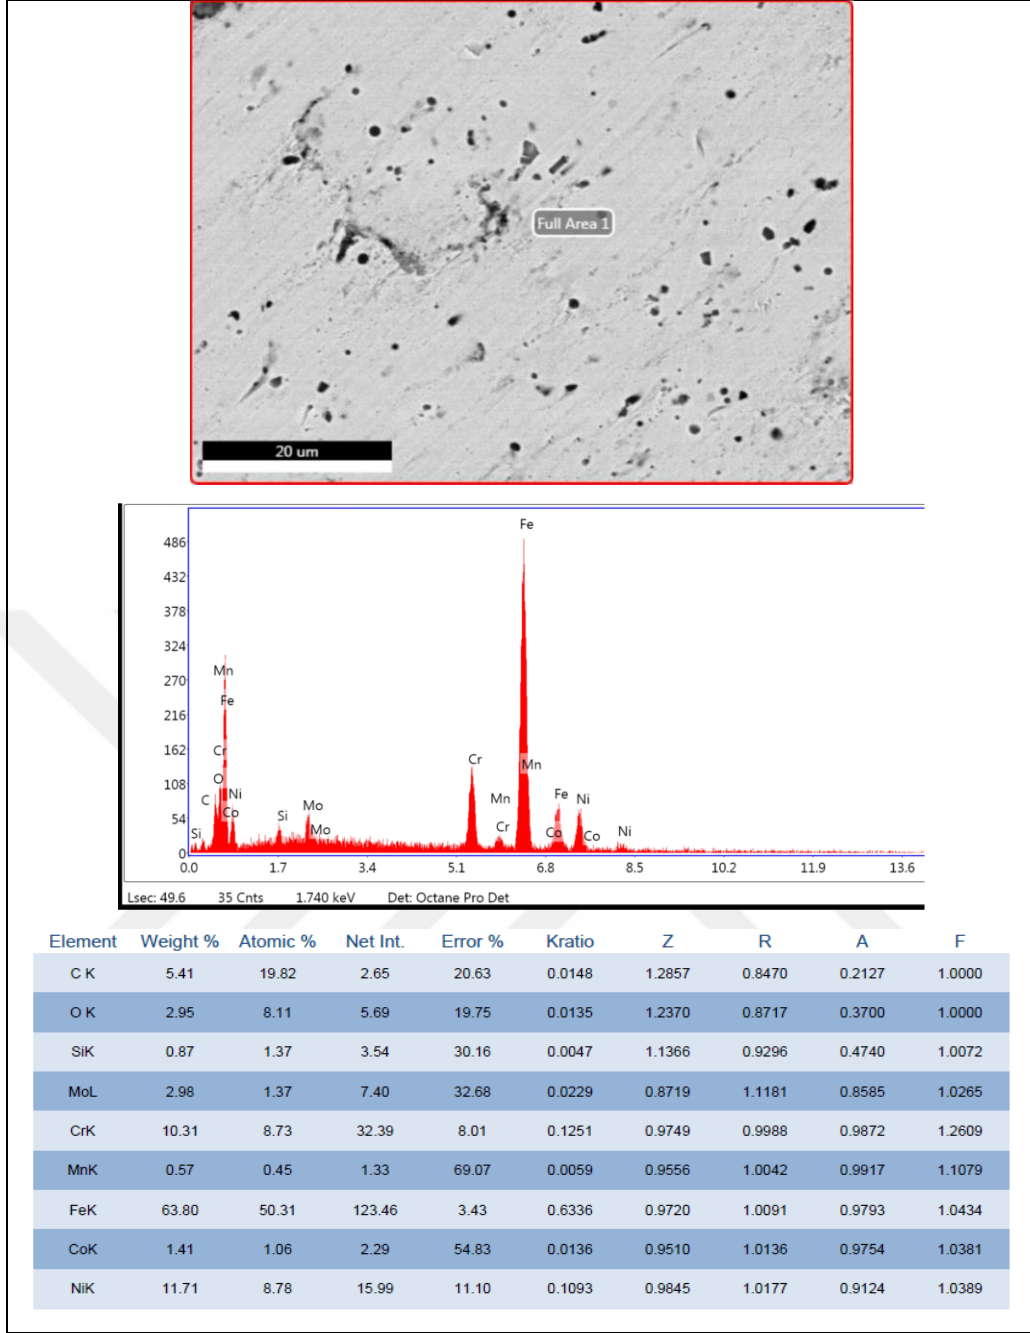 Full Area 1
20 um
Fe
486
432
378
324
270
216
162
108
54
0
Mn
Fe
Cr
O
C
Ni
Co
Si
Si
Mo
Mo
Cr
Mn
Cr
Mn
Fe
Co
Ni
Co
Ni
0.0 1.7 3.4 5.1 6.8 8.5 10.2 11.9 13.6
Lsec: 49.6 35 Cnts 1.740 keV Det: Octane Pro Det
Element Weight % Atomic % Net Int. Error % Kratio Z R A F
C K 5.41 19.82 2.65 20.63 0.0148 1.2857 0.8470 0.2127 1.0000
O K 2.95 8.11 5.69 19.75 0.0135 1.2370 0.8717 0.3700 1.0000
SiK 0.87 1.37 3.54 30.16 0.0047 1.1366 0.9296 0.4740 1.0072
MoL 2.98 1.37 7.40 32.68 0.0229 0.8719 1.1181 0.8585 1.0265
CrK 10.31 8.73 32.39 8.01 0.1251 0.9749 0.9988 0.9872 1.2609
MnK 0.57 0.45 1.33 69.07 0.0059 0.9556 1.0042 0.9917 1.1079
FeK 63.80 50.31 123.46 3.43 0.6336 0.9720 1.0091 0.9793 1.0434
CoK 1.41 1.06 2.29 54.83 0.0136 0.9510 1.0136 0.9754 1.0381
NiK 11.71 8.78 15.99 11.10 0.1093 0.9845 1.0177 0.9124 1.0389